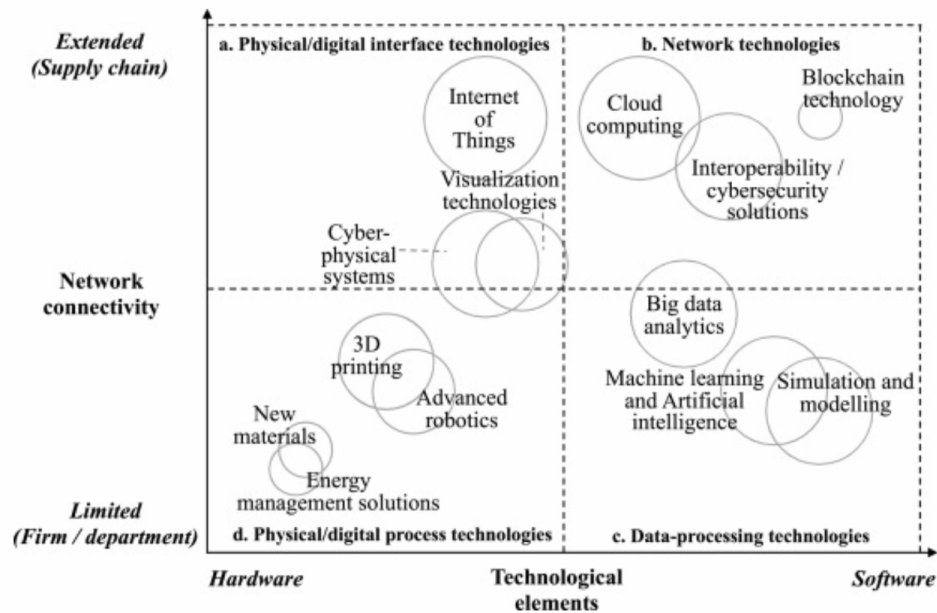 Extended
(Supply chain)
a. Physical/digital interface technologies
b. Network technologies
Internet
of
Things
Cloud
computing
Blockchain
technology
Interoperability /
cybersecurity
solutions
Visualization
technologies
Cyber-
physical
systems
Network
connectivity
Big data
analytics
3D
printing
Advanced
robotics
Machine learning
and Artificial
intelligence
Simulation and
modelling
New
materials
Energy
management solutions
Limited
(Firm / department)
d. Physical/digital process technologies
c. Data-processing technologies
Hardware
Technological
elements
Software